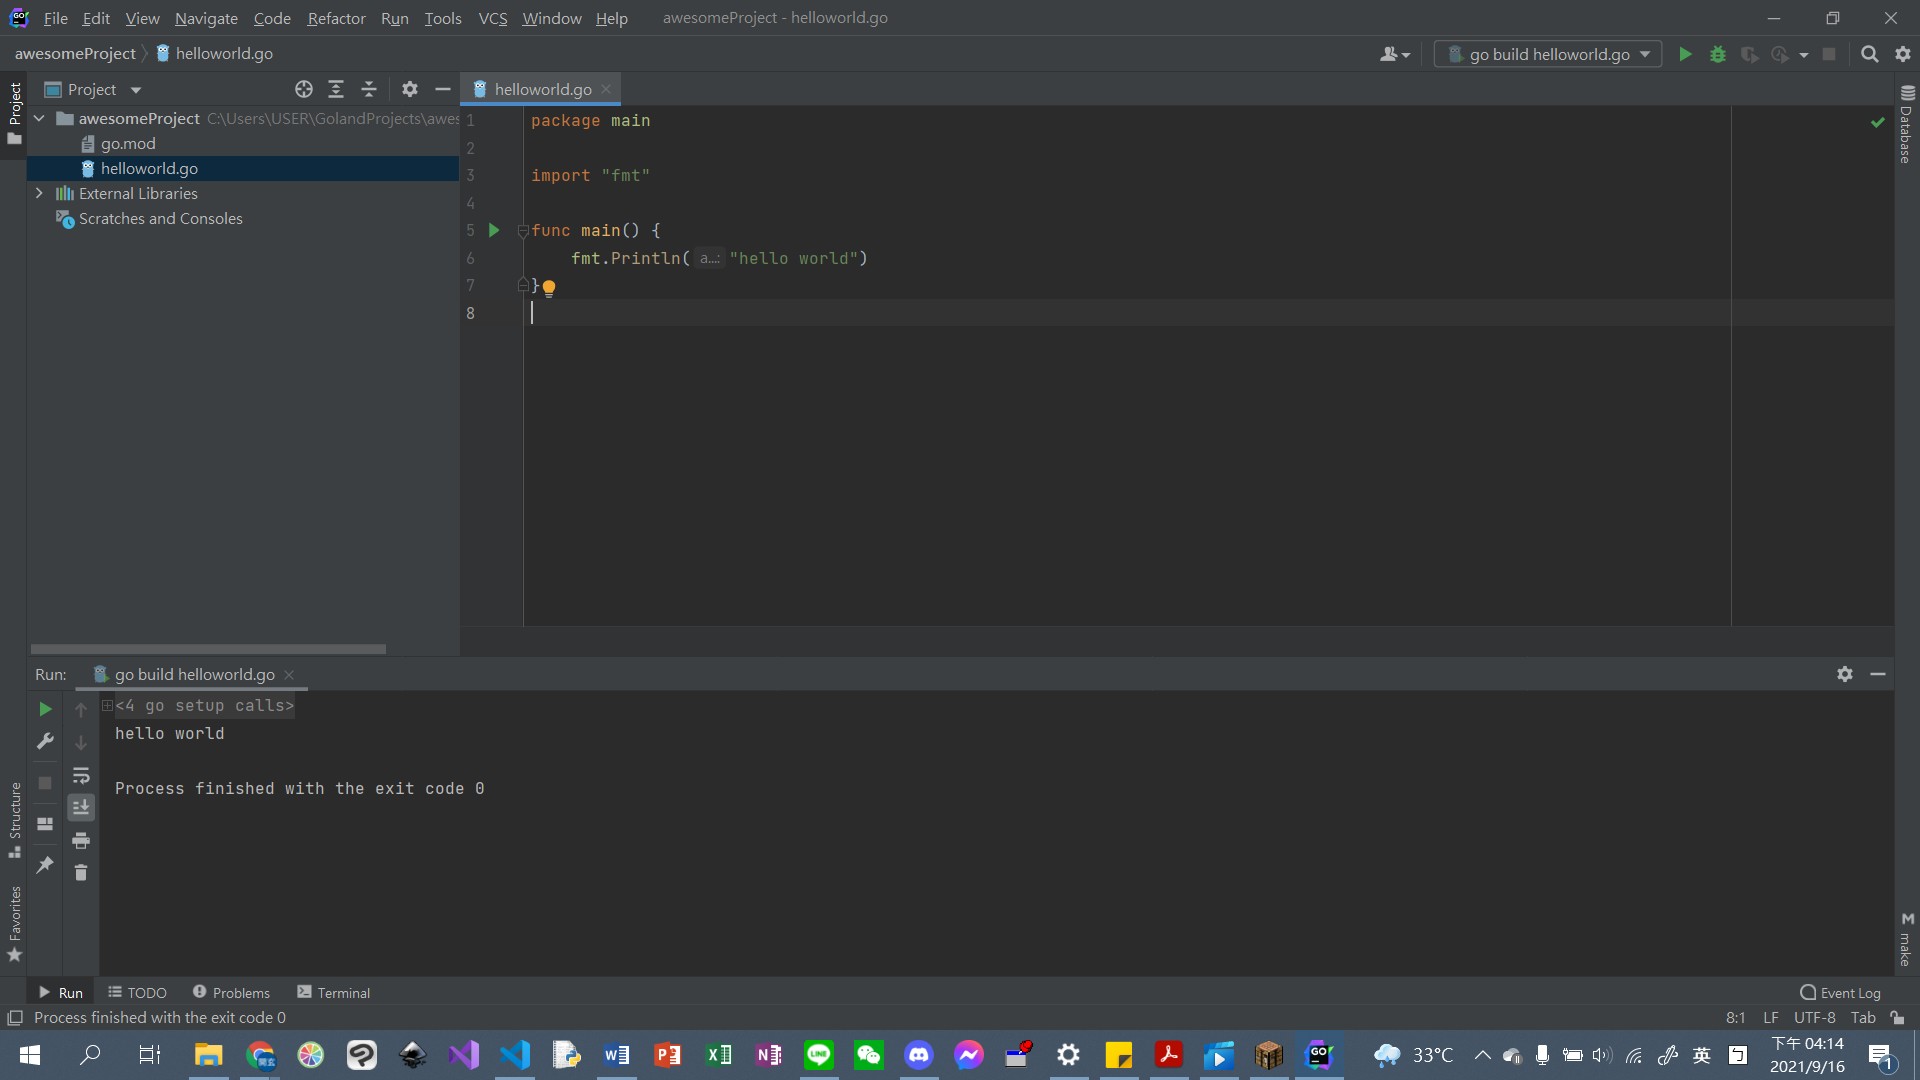 File Edit View Navigate Code Refactor Run Tools VCS Window Help awesomeProject - helloworld.go
awesomeProject helloworld.go
go build helloworld.go
Project
Project
helloworld.go
awesomeProject C:\Users\USER\GolandProjects\awes
go.mod
helloworld.go
External Libraries
Scratches and Consoles
1 package main
2
3 import "fmt"
4
5 func main() {
6 fmt.Println( a...: "hello world")
7 }
8
Database
Run: go build helloworld.go
<4 go setup calls>
hello world
Process finished with the exit code 0
Structure
Favorites
make
Run TODO Problems Terminal Event Log
Process finished with the exit code 0 8:1 LF UTF-8 Tab
33°C 英 下午 04:14
2021/9/16
1